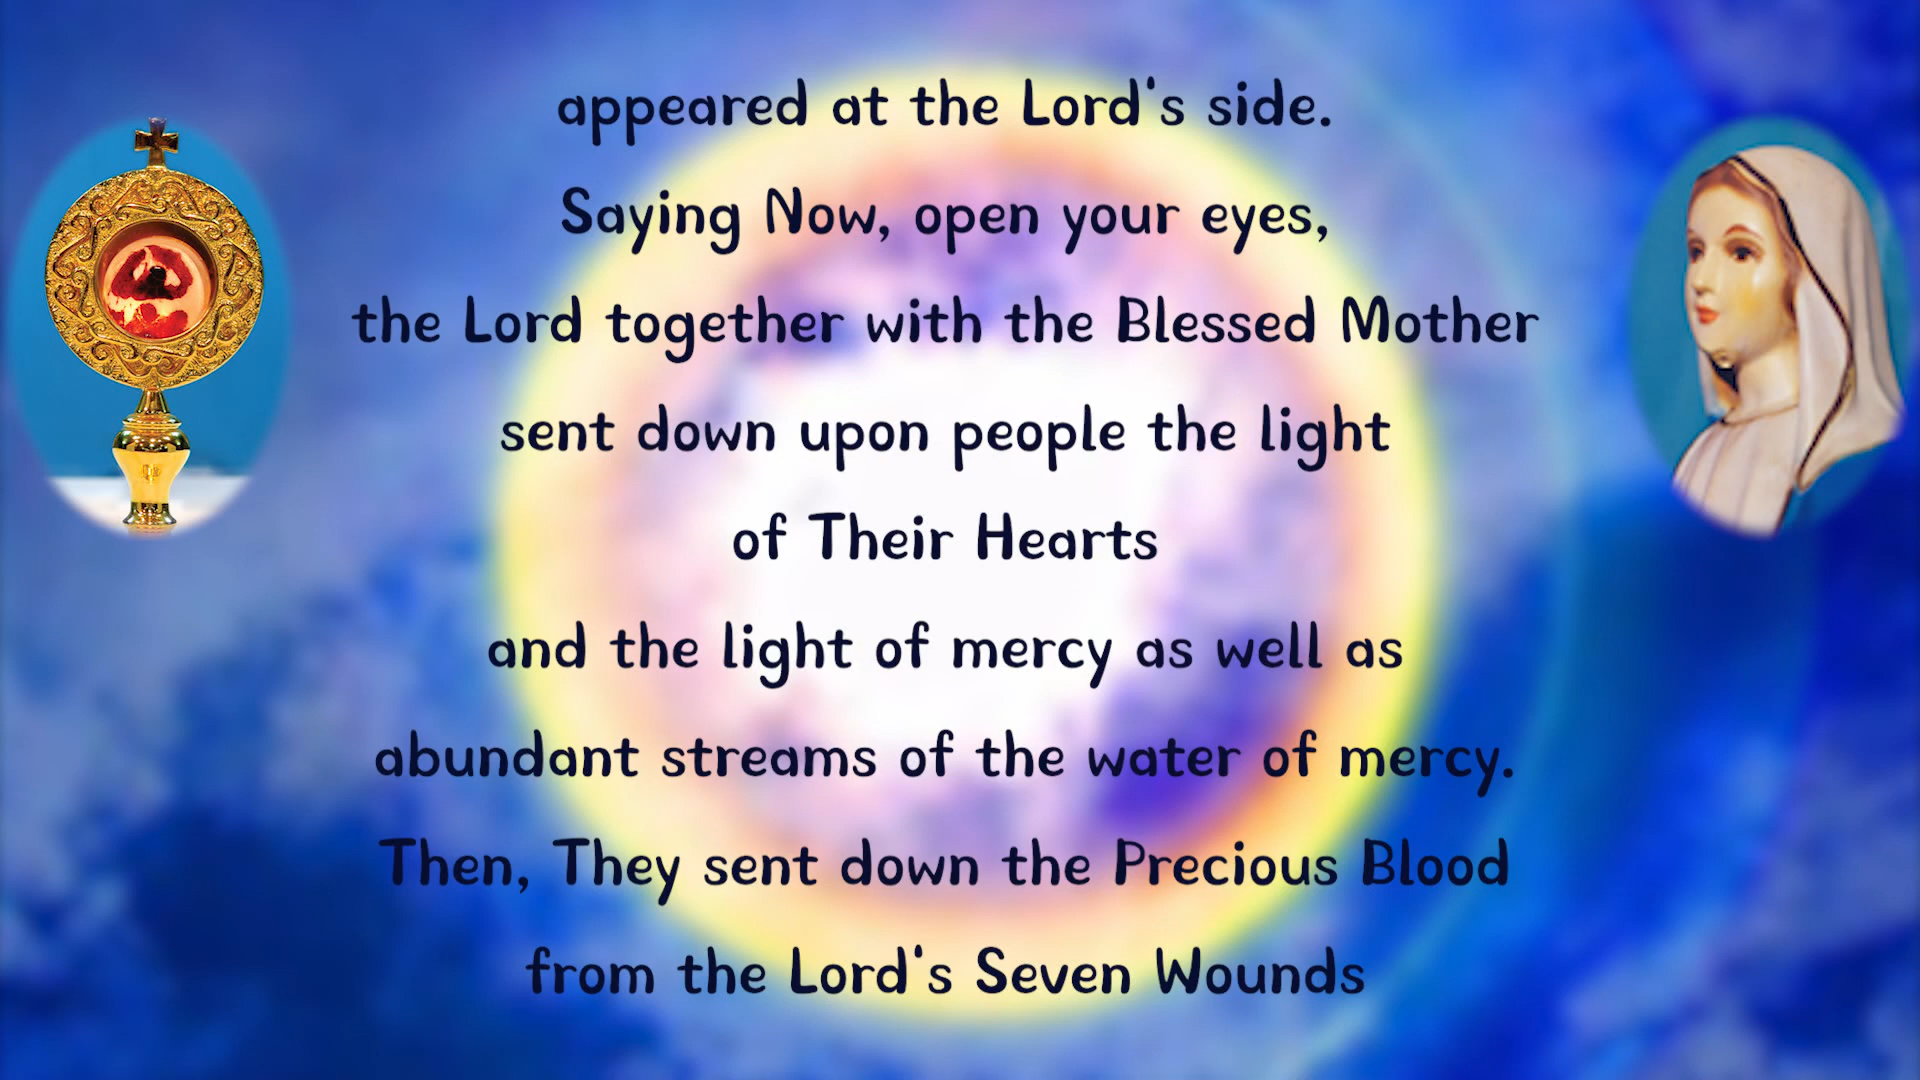 appeared at the Lord's side.
Saying Now, open your eyes,
the Lord together with the Blessed Mother
sent down upon people the light
of Their Hearts
and the light of mercy as well as
abundant streams of the water of mercy.
Then, They sent down the Precious Blood
from the Lord's Seven Wounds